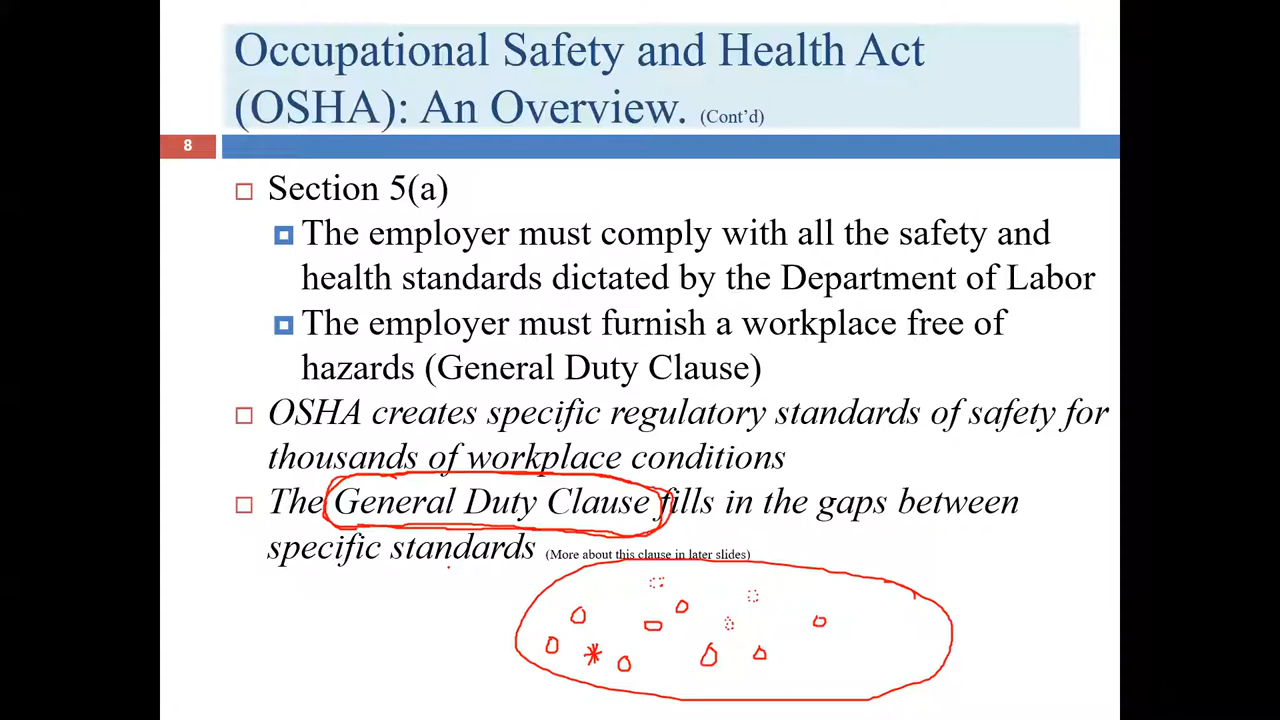 Occupational Safety and Health Act
(OSHA): An Overview. (Cont’d)
8
Section 5(a)
The employer must comply with all the safety and
health standards dictated by the Department of Labor
The employer must furnish a workplace free of
hazards (General Duty Clause)
OSHA creates specific regulatory standards of safety for
thousands of workplace conditions
The General Duty Clause fills in the gaps between
specific standards (More about this clause in later slides)